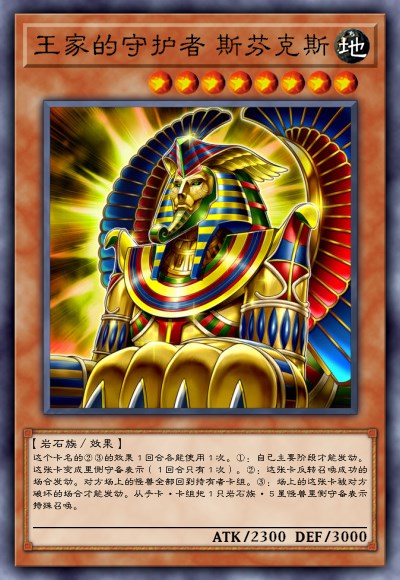 王家的守护者 斯芬克斯 地
【岩石族/效果】
这个卡名的②③的效果1回合各能使用1次。①：自己主要阶段才能发动。
这张卡变成里侧守备表示（1回合只有1次）。②：这张卡反转召唤成功的
场合发动。对方场上的怪兽全部回到持有者卡组。③：场上的这张卡被对方
破坏的场合才能发动。从手卡·卡组把1只岩石族·5星怪兽里侧守备表示
特殊召唤。
ATK/2300 DEF/3000